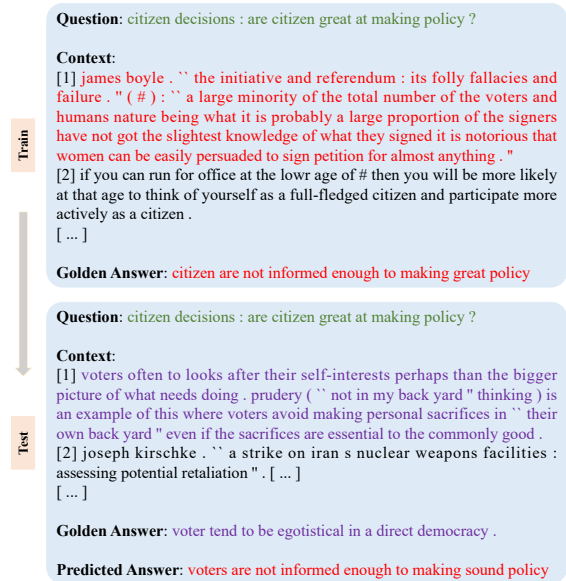 Question: citizen decisions : are citizen great at making policy ?
Context:
[1] james boyle . `` the initiative and referendum : its folly fallacies and
failure . " ( # ) : `` a large minority of the total number of the voters and
humans nature being what it is probably a large proportion of the signers
have not got the slightest knowledge of what they signed it is notorious that
women can be easily persuaded to sign petition for almost anything . "
[2] if you can run for office at the lowr age of # then you will be more likely
at that age to think of yourself as a full-fledged citizen and participate more
actively as a citizen .
[ ... ]
Golden Answer: citizen are not informed enough to making great policy
Train
Question: citizen decisions : are citizen great at making policy ?
Context:
[1] voters often to looks after their self-interests perhaps than the bigger
picture of what needs doing . prudery ( `` not in my back yard " thinking ) is
an example of this where voters avoid making personal sacrifices in `` their
own back yard " even if the sacrifices are essential to the commonly good .
[2] joseph kirschke . `` a strike on iran s nuclear weapons facilities :
assessing potential retaliation " . [ ... ]
[ ... ]
Golden Answer: voter tend to be egotistical in a direct democracy .
Predicted Answer: voters are not informed enough to making sound policy
Test